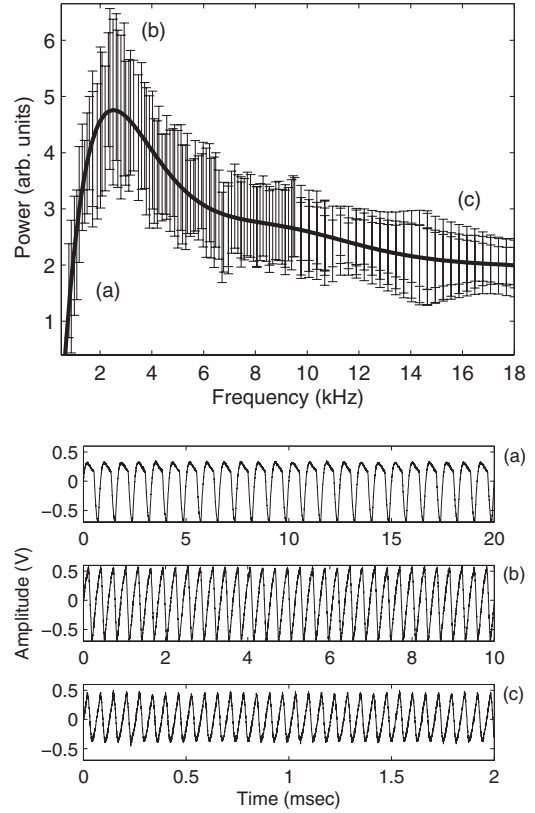 6
5
4
3
2
1
Power (arb. units)
(b)
(a)
(c)
2 4 6 8 10 12 14 16 18
Frequency (kHz)
0.5
0
−0.5
(a)
0 5 10 15 20
Amplitude (V)
0.5
0
−0.5
(b)
0 2 4 6 8 10
0.5
0
−0.5
(c)
0 0.5 1 1.5 2
Time (msec)